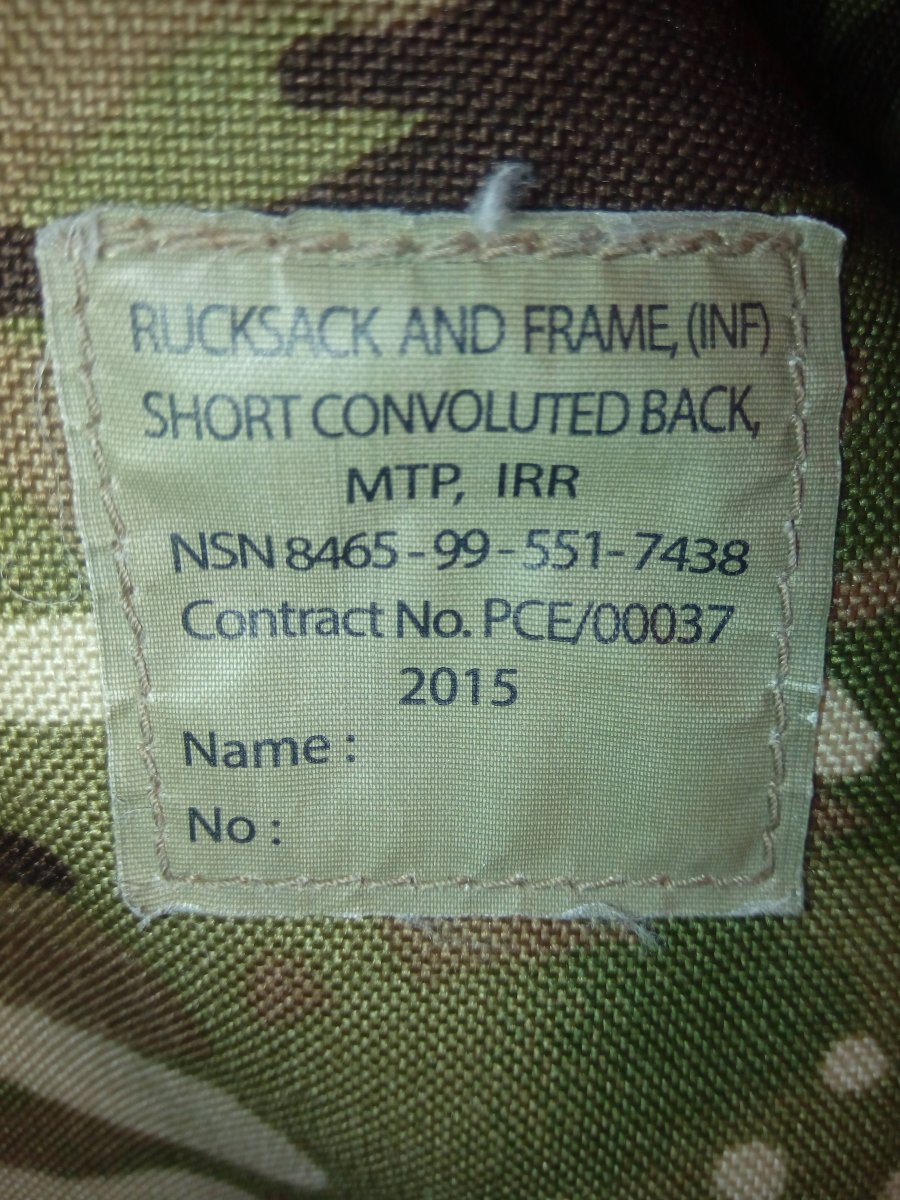 RUCKSACK AND FRAME, (INF)
SHORT CONVOLUTED BACK,
MTP, IRR
NSN 8465-99-551-7438
Contract No. PCE/00037
2015
Name :
No :